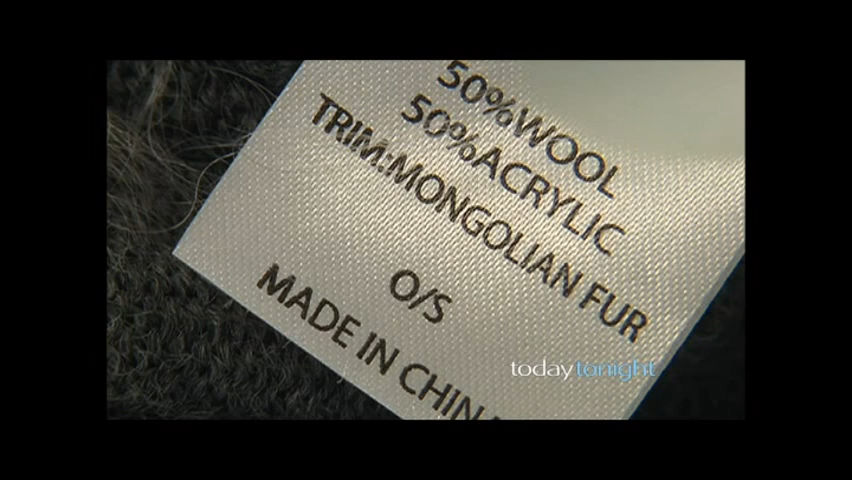 50%WOOL
50%ACRYLIC
TRIM:MONGOLIAN FUR
O/S
MADE IN CHINA
todaytonight